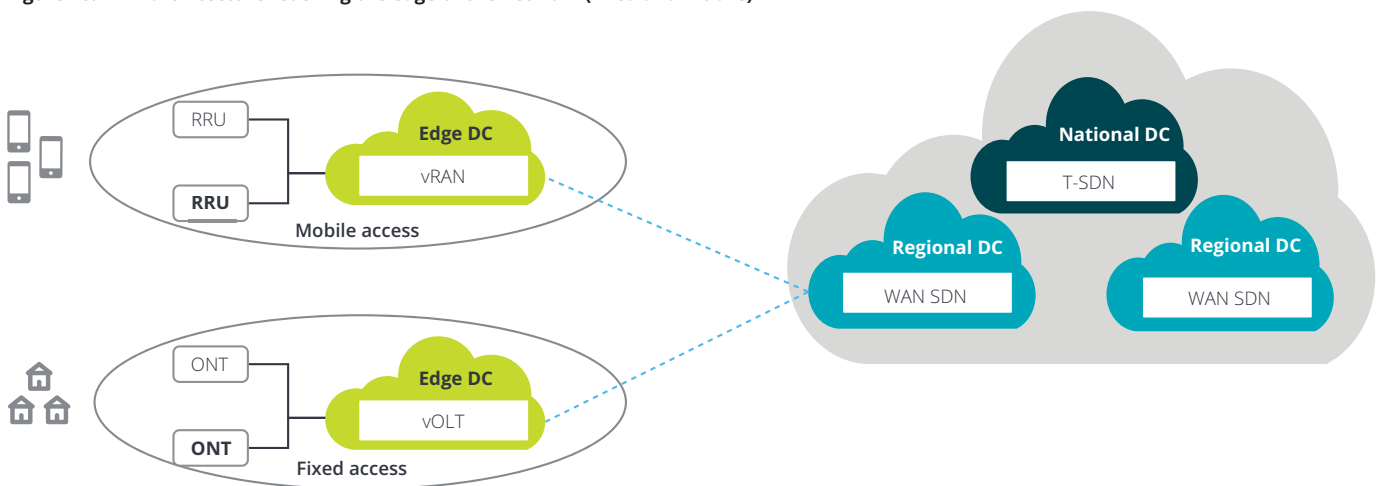 RRU
Edge DC
vRAN
RRU
Mobile access
National DC
T-SDN
Regional DC
WAN SDN
Regional DC
WAN SDN
ONT
Edge DC
vOLT
ONT
Fixed access